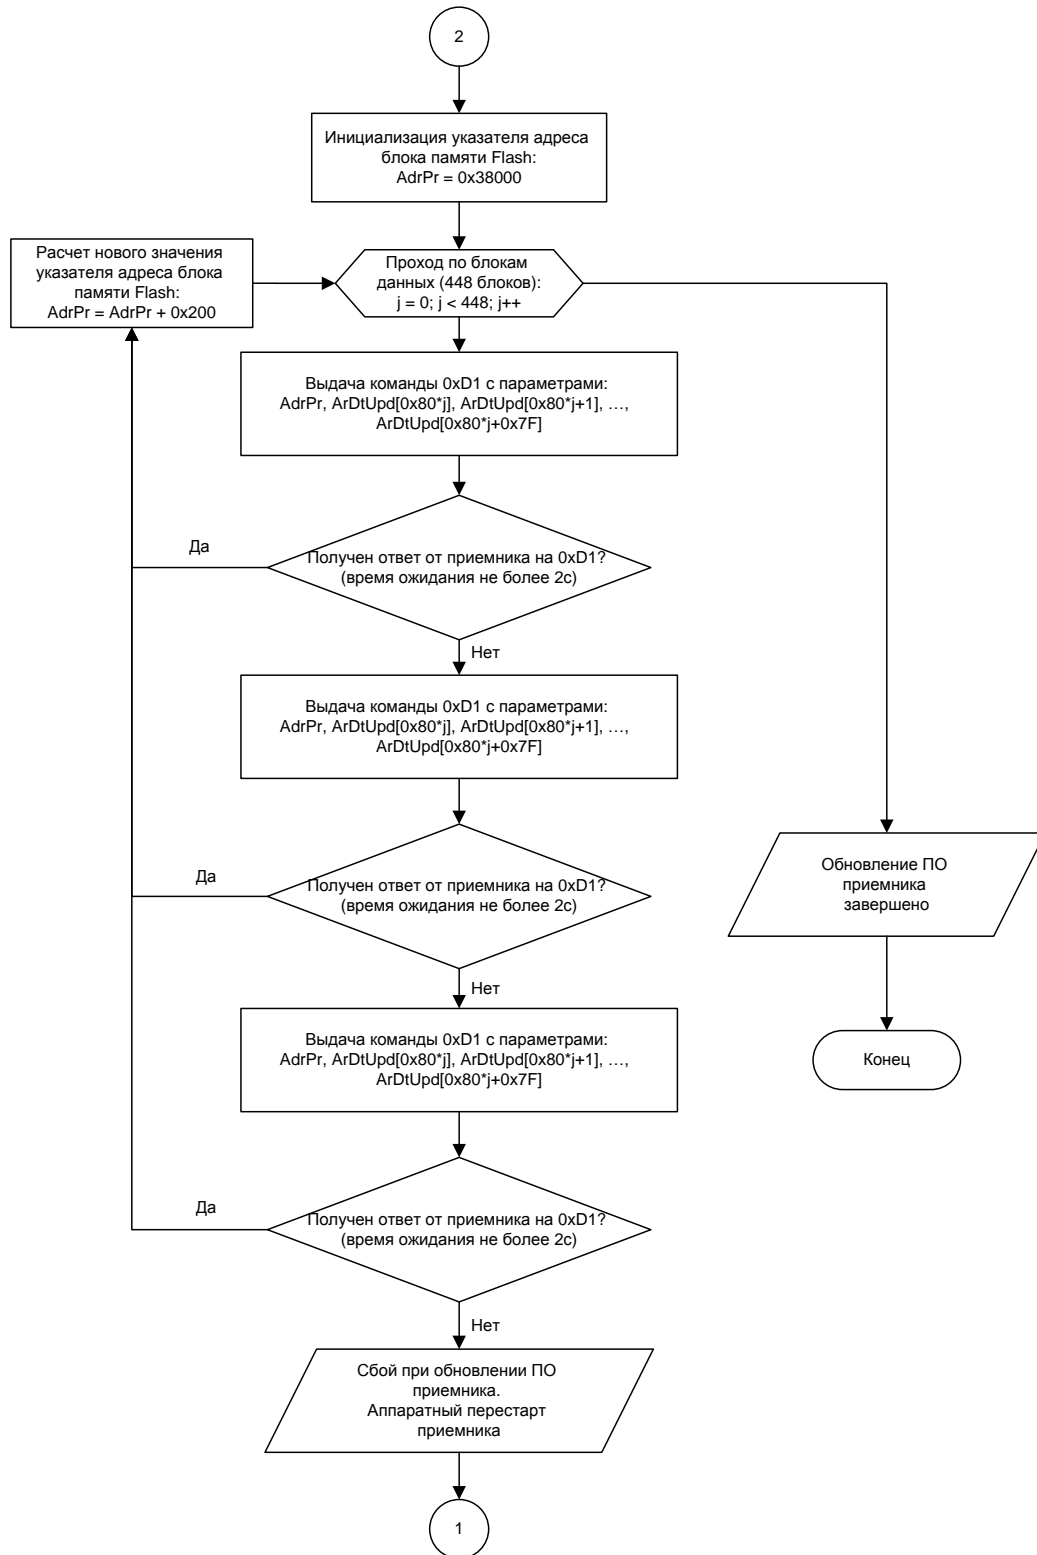 2
Инициализация указателя адреса
блока памяти Flash:
AdrPr = 0x38000
Расчет нового значения
указателя адреса блока
памяти Flash:
AdrPr = AdrPr + 0x200
Проход по блокам
данных (448 блоков):
j = 0; j < 448; j++
Выдача команды 0xD1 с параметрами:
AdrPr, ArDtUpd[0x80*j], ArDtUpd[0x80*j+1], …,
ArDtUpd[0x80*j+0x7F]
Да
Получен ответ от приемника на 0xD1?
(время ожидания не более 2с)
Нет
Выдача команды 0xD1 с параметрами:
AdrPr, ArDtUpd[0x80*j], ArDtUpd[0x80*j+1], …,
ArDtUpd[0x80*j+0x7F]
Да
Получен ответ от приемника на 0xD1?
(время ожидания не более 2с)
Обновление ПО
приемника
завершено
Нет
Выдача команды 0xD1 с параметрами:
AdrPr, ArDtUpd[0x80*j], ArDtUpd[0x80*j+1], …,
ArDtUpd[0x80*j+0x7F]
Конец
Да
Получен ответ от приемника на 0xD1?
(время ожидания не более 2с)
Нет
Сбой при обновлении ПО
приемника.
Аппаратный перестарт
приемника
1